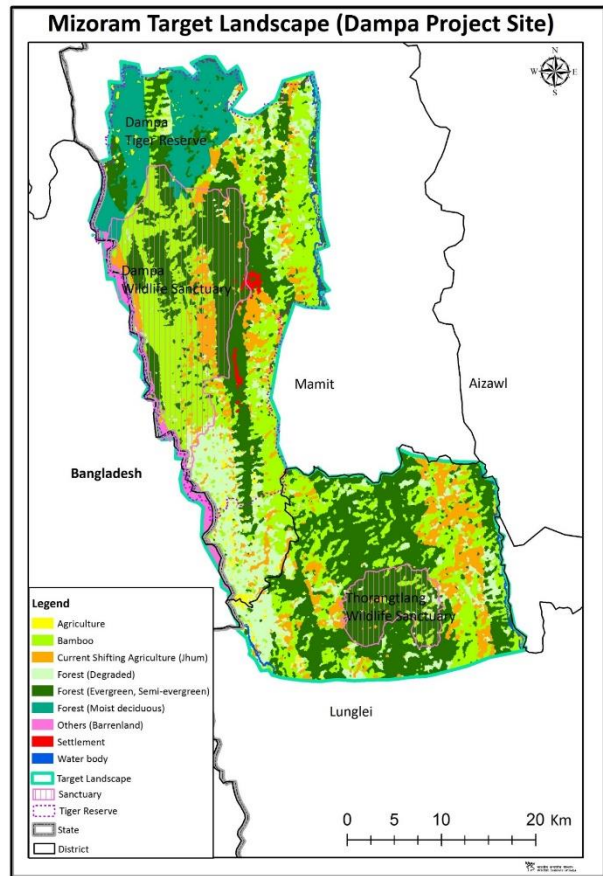 Mizoram Target Landscape (Dampa Project Site)
N
W E
S
Dampa
Tiger Reserve
Dampa
Wildlife Sanctuary
Mamit
Aizawl
Bangladesh
Thorangtlang
Wildlife Sanctuary
Lunglei
Legend
Agriculture
Bamboo
Current Shifting Agriculture (Jhum)
Forest (Degraded)
Forest (Evergreen, Semi-evergreen)
Forest (Moist deciduous)
Others (Barrenland)
Settlement
Water body
Target Landscape
Sanctuary
Tiger Reserve
State
District
0 5 10 20 Km